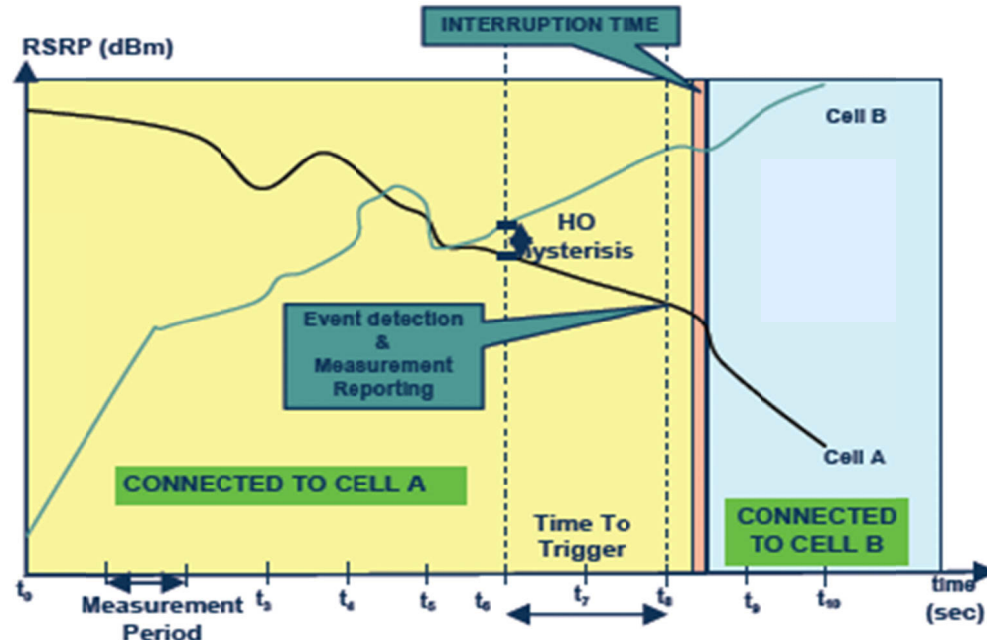 INTERRUPTION TIME
RSRP (dBm)
Cell B
HO
hysterisis
Event detection
&
Measurement
Reporting
Cell A
CONNECTED TO CELL A
Time To
Trigger
CONNECTED
TO CELL B
t₀
t₃
t₄
t₅
t₆
t₇
t₈
t₉
t₁₀
time
(sec)
Measurement
Period